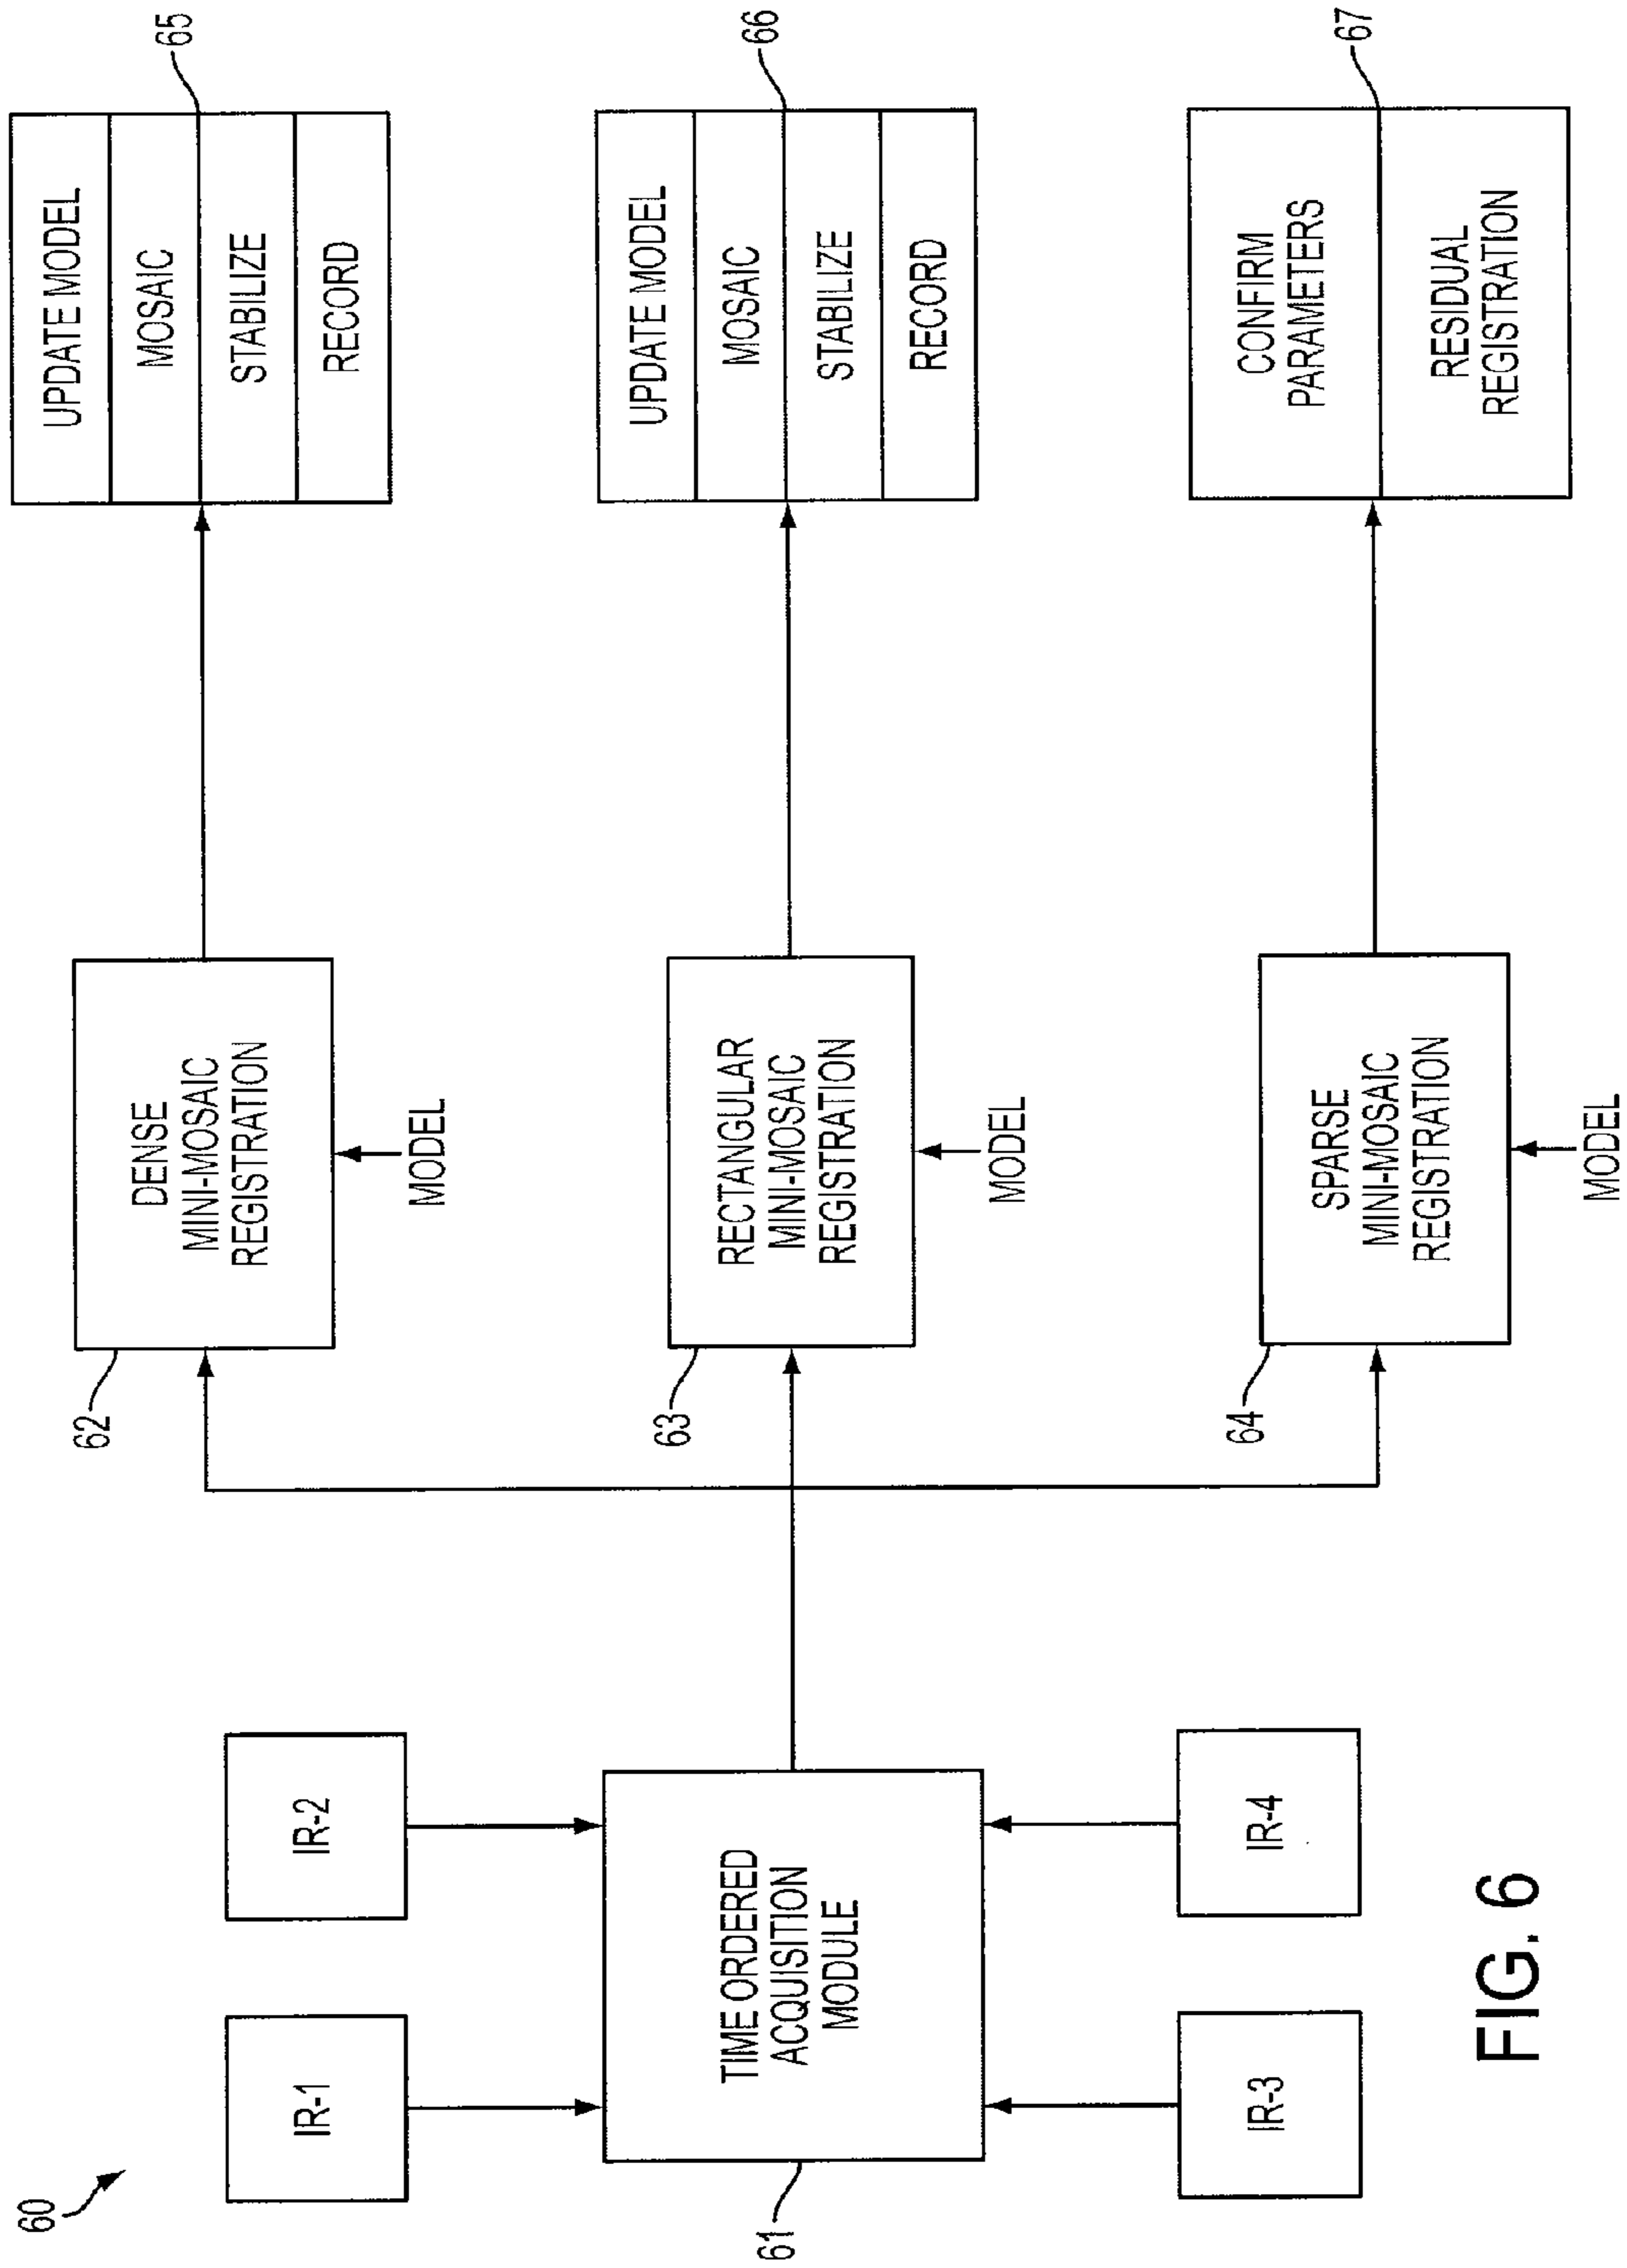 60
IR-1
IR-2
61
TIME ORDERED
ACQUISITION
MODULE
IR-3
IR-4
62
DENSE
MINI-MOSAIC
REGISTRATION
MODEL
63
RECTANGULAR
MINI-MOSAIC
REGISTRATION
MODEL
64
SPARSE
MINI-MOSAIC
REGISTRATION
MODEL
65
UPDATE MODEL
MOSAIC
STABILIZE
RECORD
66
UPDATE MODEL
MOSAIC
STABILIZE
RECORD
67
CONFIRM
PARAMETERS
RESIDUAL
REGISTRATION
FIG. 6